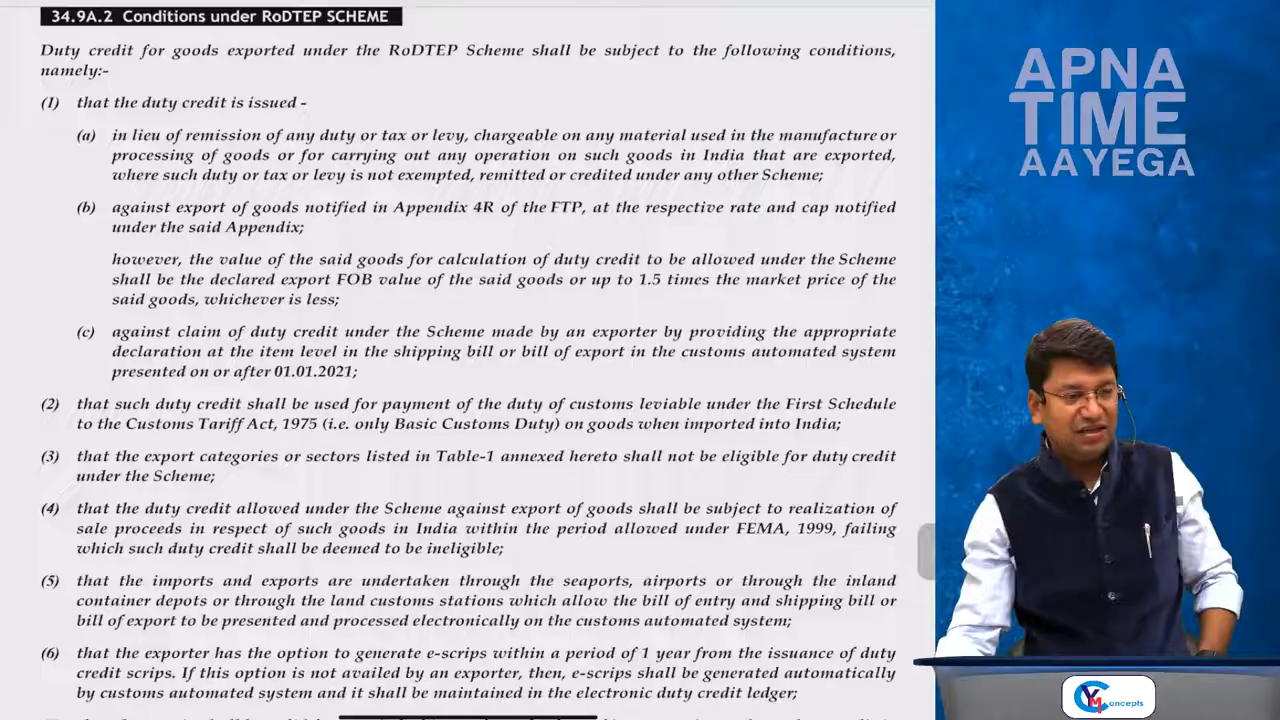 34.9A.2 Conditions under RoDTEP SCHEME
Duty credit for goods exported under the RoDTEP Scheme shall be subject to the following conditions,
namely:-
(1) that the duty credit is issued -
(a) in lieu of remission of any duty or tax or levy, chargeable on any material used in the manufacture or
processing of goods or for carrying out any operation on such goods in India that are exported,
where such duty or tax or levy is not exempted, remitted or credited under any other Scheme;
(b) against export of goods notified in Appendix 4R of the FTP, at the respective rate and cap notified
under the said Appendix;
however, the value of the said goods for calculation of duty credit to be allowed under the Scheme
shall be the declared export FOB value of the said goods or up to 1.5 times the market price of the
said goods, whichever is less;
(c) against claim of duty credit under the Scheme made by an exporter by providing the appropriate
declaration at the item level in the shipping bill or bill of export in the customs automated system
presented on or after 01.01.2021;
(2) that such duty credit shall be used for payment of the duty of customs leviable under the First Schedule
to the Customs Tariff Act, 1975 (i.e. only Basic Customs Duty) on goods when imported into India;
(3) that the export categories or sectors listed in Table-1 annexed hereto shall not be eligible for duty credit
under the Scheme;
(4) that the duty credit allowed under the Scheme against export of goods shall be subject to realization of
sale proceeds in respect of such goods in India within the period allowed under FEMA, 1999, failing
which such duty credit shall be deemed to be ineligible;
(5) that the imports and exports are undertaken through the seaports, airports or through the inland
container depots or through the land customs stations which allow the bill of entry and shipping bill or
bill of export to be presented and processed electronically on the customs automated system;
(6) that the exporter has the option to generate e-scrips within a period of 1 year from the issuance of duty
credit scrips. If this option is not availed by an exporter, then, e-scrips shall be generated automatically
by customs automated system and it shall be maintained in the electronic duty credit ledger;
APNA
TIME
AAYEGA
YM
Concepts